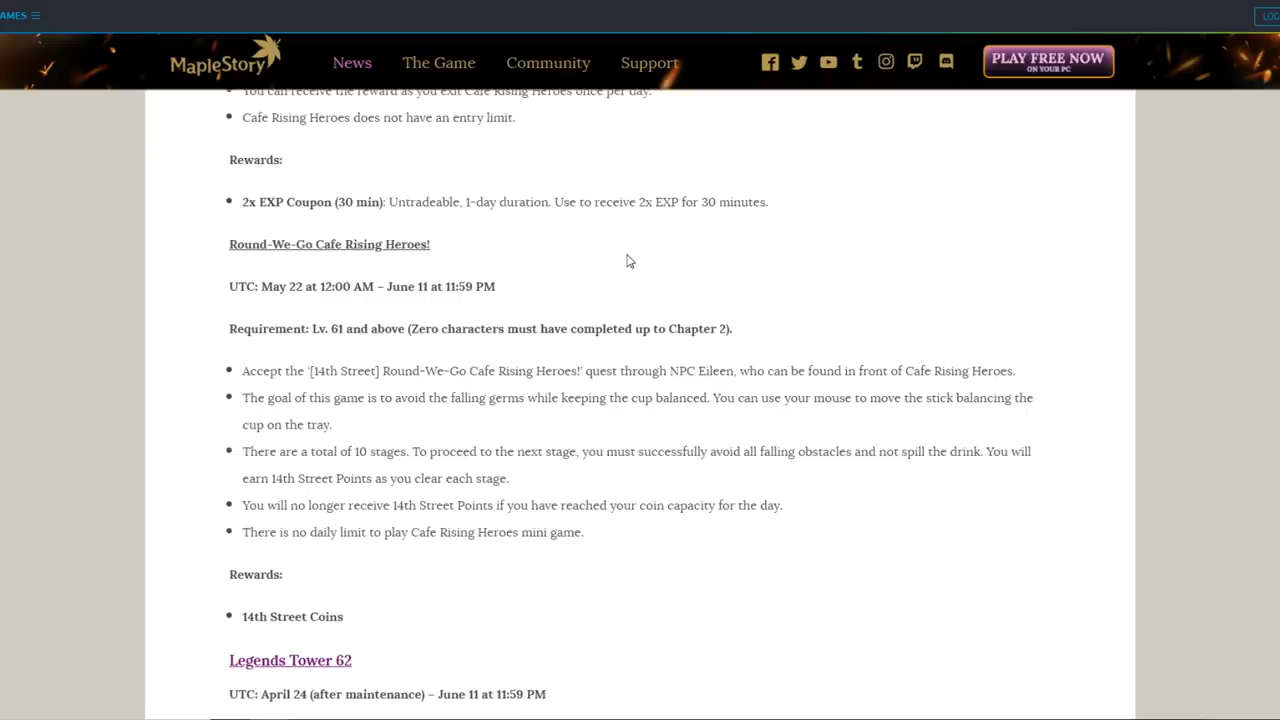 AMES
LOG
MapleStory
News
The Game
Community
Support
PLAY FREE NOW
ON YOUR PC
You can receive the reward as you exit Cafe Rising Heroes once per day.
Cafe Rising Heroes does not have an entry limit.
Rewards:
2x EXP Coupon (30 min): Untradeable, 1-day duration. Use to receive 2x EXP for 30 minutes.
Round-We-Go Cafe Rising Heroes!
UTC: May 22 at 12:00 AM – June 11 at 11:59 PM
Requirement: Lv. 61 and above (Zero characters must have completed up to Chapter 2).
Accept the '[14th Street] Round-We-Go Cafe Rising Heroes!' quest through NPC Eileen, who can be found in front of Cafe Rising Heroes.
The goal of this game is to avoid the falling germs while keeping the cup balanced. You can use your mouse to move the stick balancing the
cup on the tray.
There are a total of 10 stages. To proceed to the next stage, you must successfully avoid all falling obstacles and not spill the drink. You will
earn 14th Street Points as you clear each stage.
You will no longer receive 14th Street Points if you have reached your coin capacity for the day.
There is no daily limit to play Cafe Rising Heroes mini game.
Rewards:
14th Street Coins
Legends Tower 62
UTC: April 24 (after maintenance) – June 11 at 11:59 PM